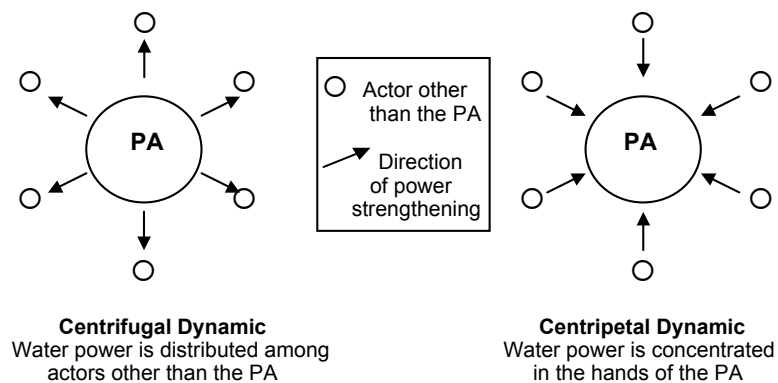 PA
Actor other
than the PA
Direction
of power
strengthening
PA
Centrifugal Dynamic
Water power is distributed among
actors other than the PA
Centripetal Dynamic
Water power is concentrated
in the hands of the PA